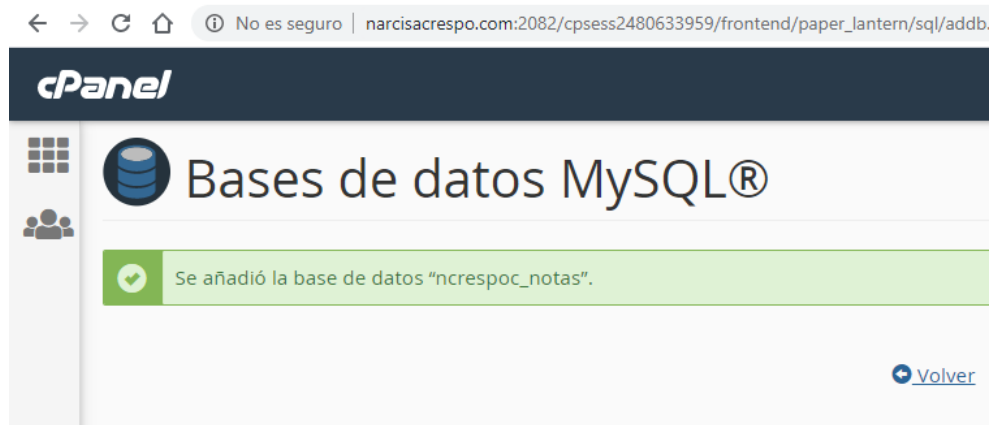 No es seguro | narcisacrespo.com:2082/cpsess2480633959/frontend/paper_lantern/sql/addb.
cPanel
Bases de datos MySQL®
Se añadió la base de datos “ncrespoc_notas”.
Volver